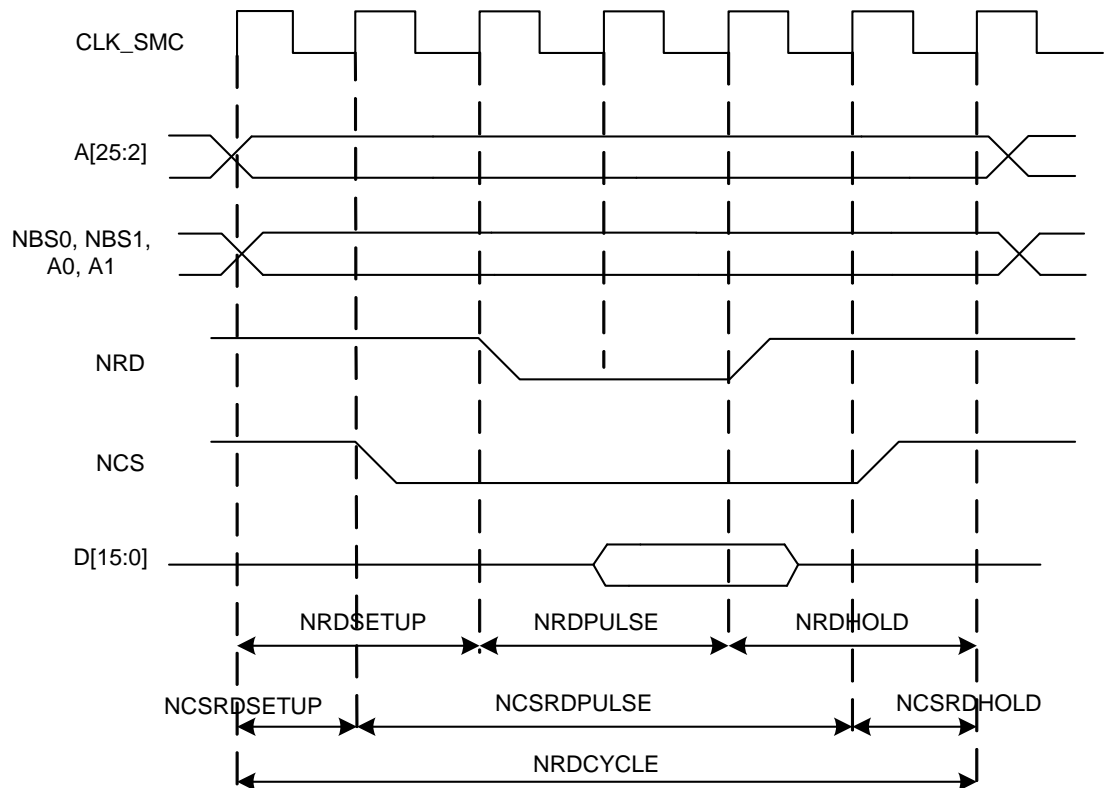 CLK_SMC
A[25:2]
NBS0, NBS1,
A0, A1
NRD
NCS
D[15:0]
NRDSETUP NRDPULSE NRDHOLD
NCSRDSETUP NCSRDPULSE NCSRDHOLD
NRDCYCLE